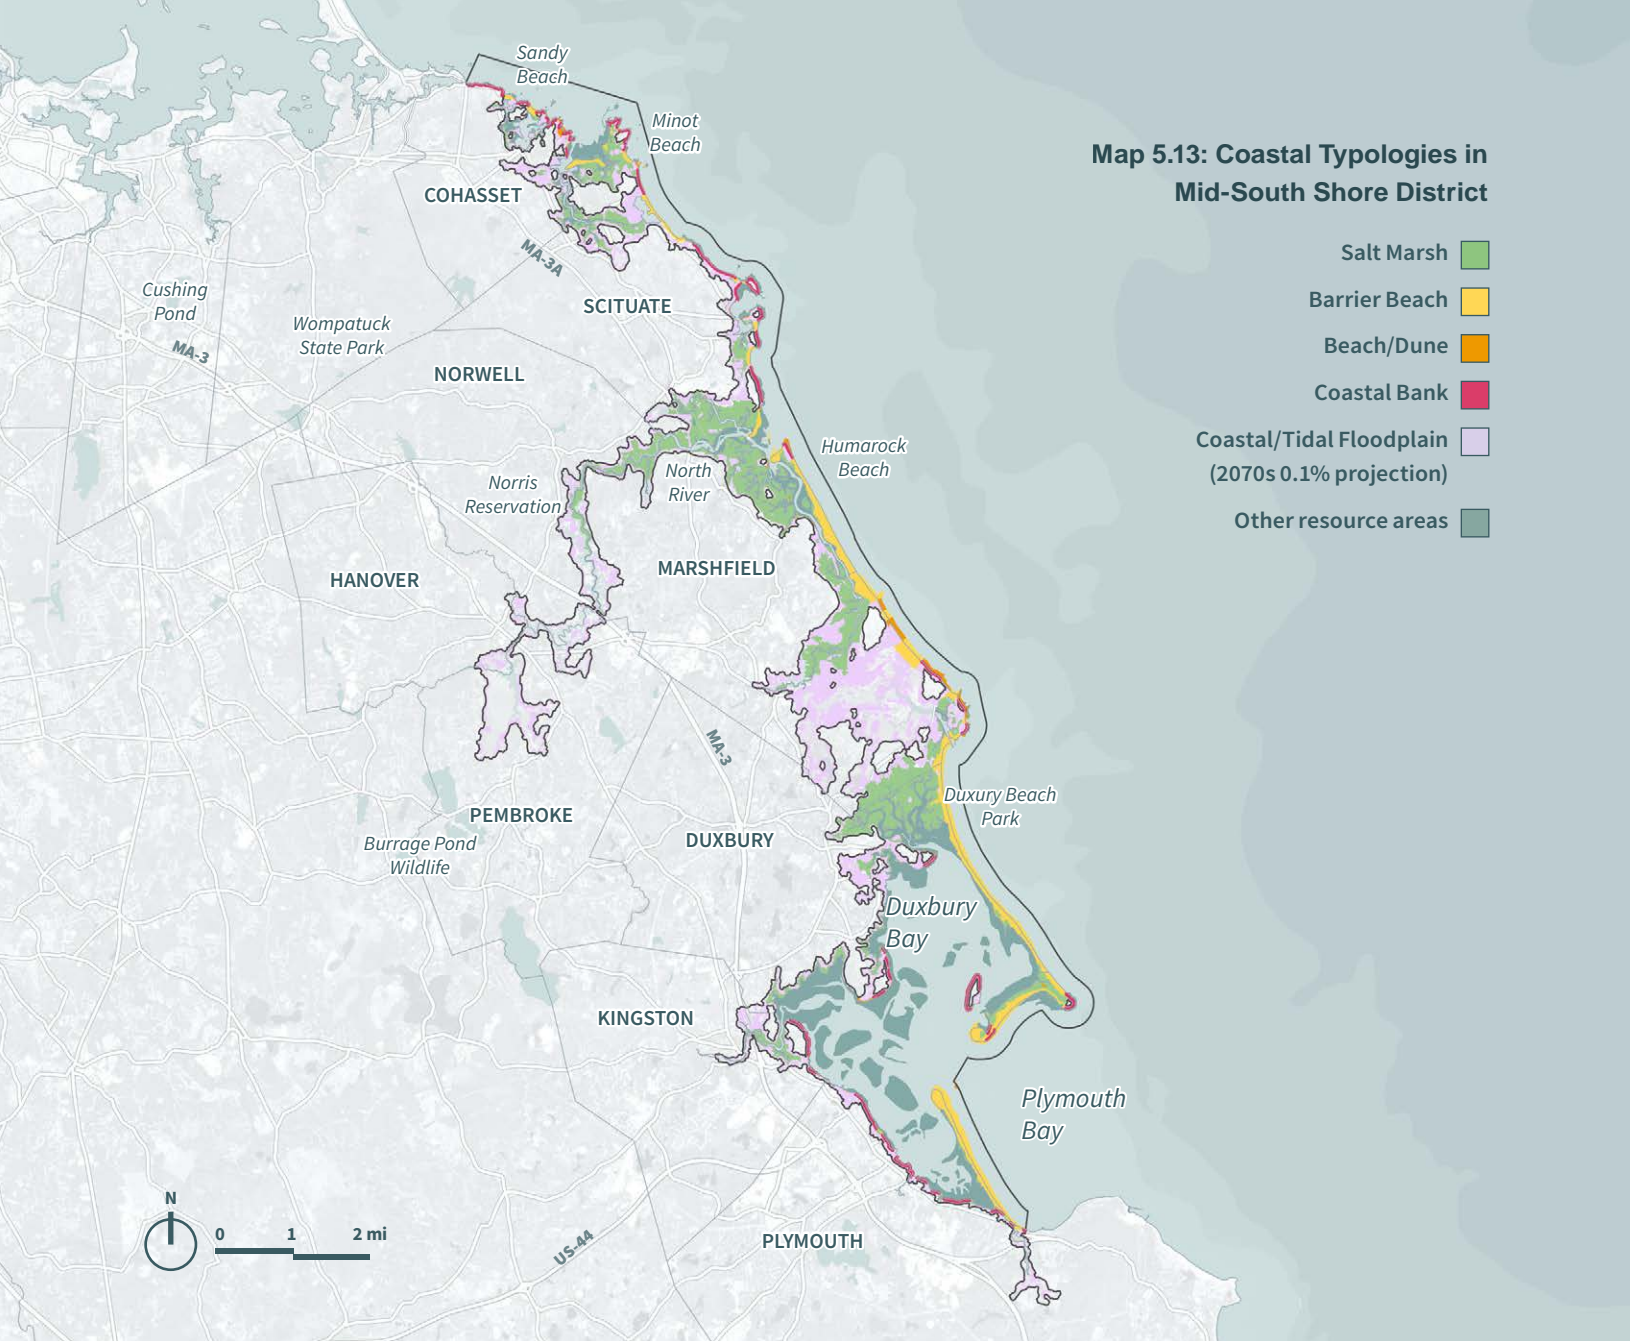 Map 5.13: Coastal Typologies in
Mid-South Shore District
Salt Marsh
Barrier Beach
Beach/Dune
Coastal Bank
Coastal/Tidal Floodplain
(2070s 0.1% projection)
Other resource areas
Sandy
Beach
Minot
Beach
COHASSET
MA-3A
Cushing
Pond
SCITUATE
Wompatuck
State Park
MA-3
NORWELL
Humarock
Beach
North
River
Norris
Reservation
MARSHFIELD
HANOVER
MA-3
Duxury Beach
Park
PEMBROKE
DUXBURY
Burrage Pond
Wildlife
Duxbury
Bay
KINGSTON
Plymouth
Bay
N
0 1 2 mi
US-44
PLYMOUTH